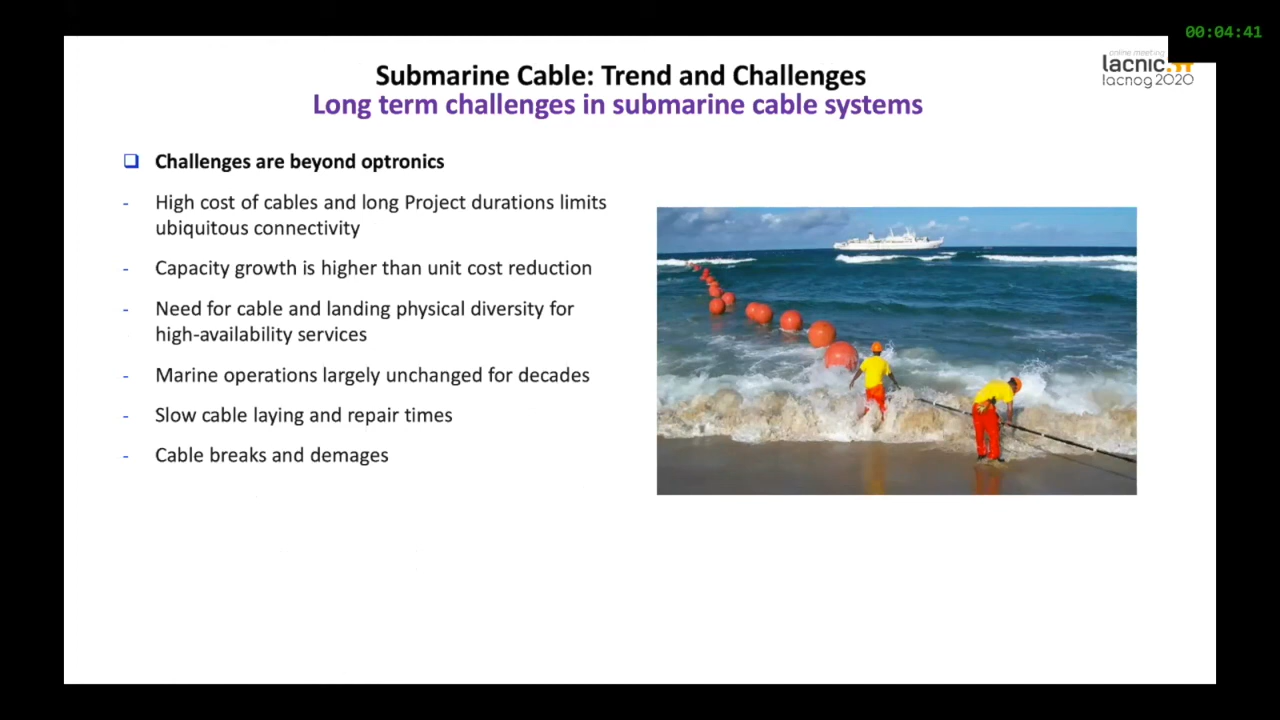 00:04:41
online meeting
lacnic
lacnog 2020
Submarine Cable: Trend and Challenges
Long term challenges in submarine cable systems
❑ Challenges are beyond optronics
- High cost of cables and long Project durations limits
ubiquitous connectivity
- Capacity growth is higher than unit cost reduction
- Need for cable and landing physical diversity for
high-availability services
- Marine operations largely unchanged for decades
- Slow cable laying and repair times
- Cable breaks and demages